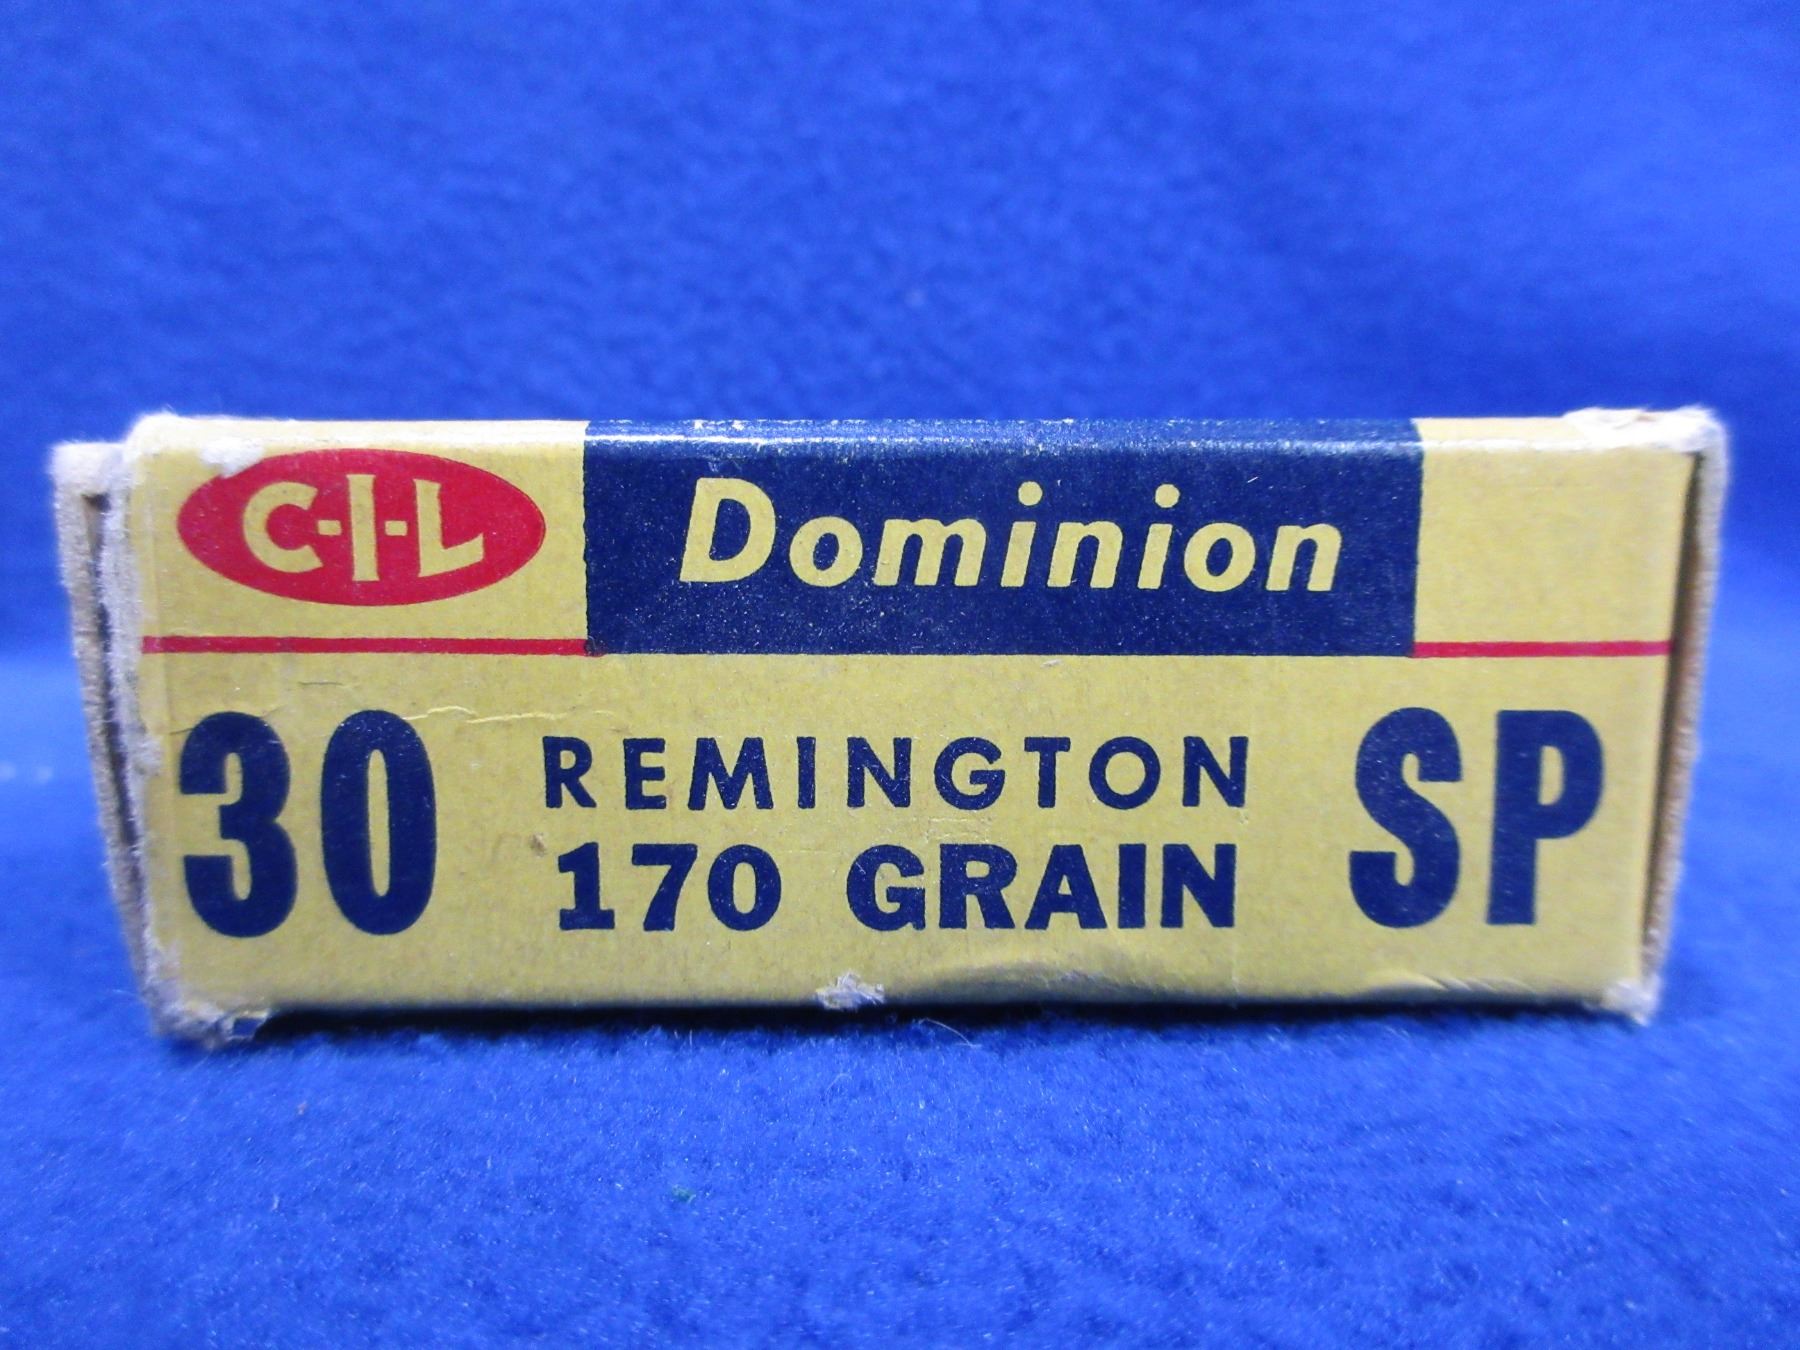 C-I-L Dominion
30 REMINGTON SP
170 GRAIN